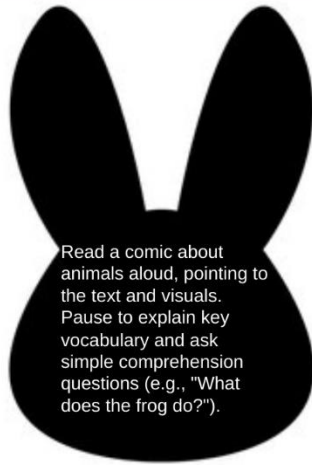 Read a comic about
animals aloud, pointing to
the text and visuals.
Pause to explain key
vocabulary and ask
simple comprehension
questions (e.g., "What
does the frog do?").